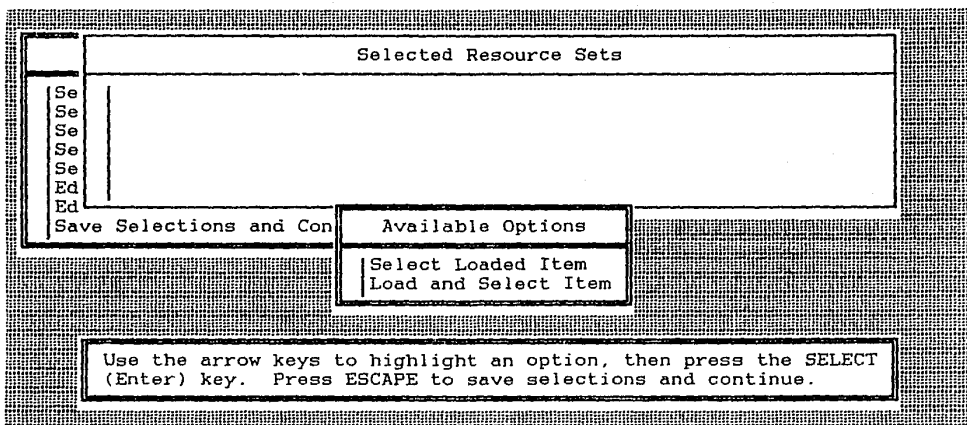 Selected Resource Sets
Se
Se
Se
Se
Se
Ed
Ed
Save Selections and Con
Available Options
Select Loaded Item
Load and Select Item
Use the arrow keys to highlight an option, then press the SELECT
(Enter) key.  Press ESCAPE to save selections and continue.